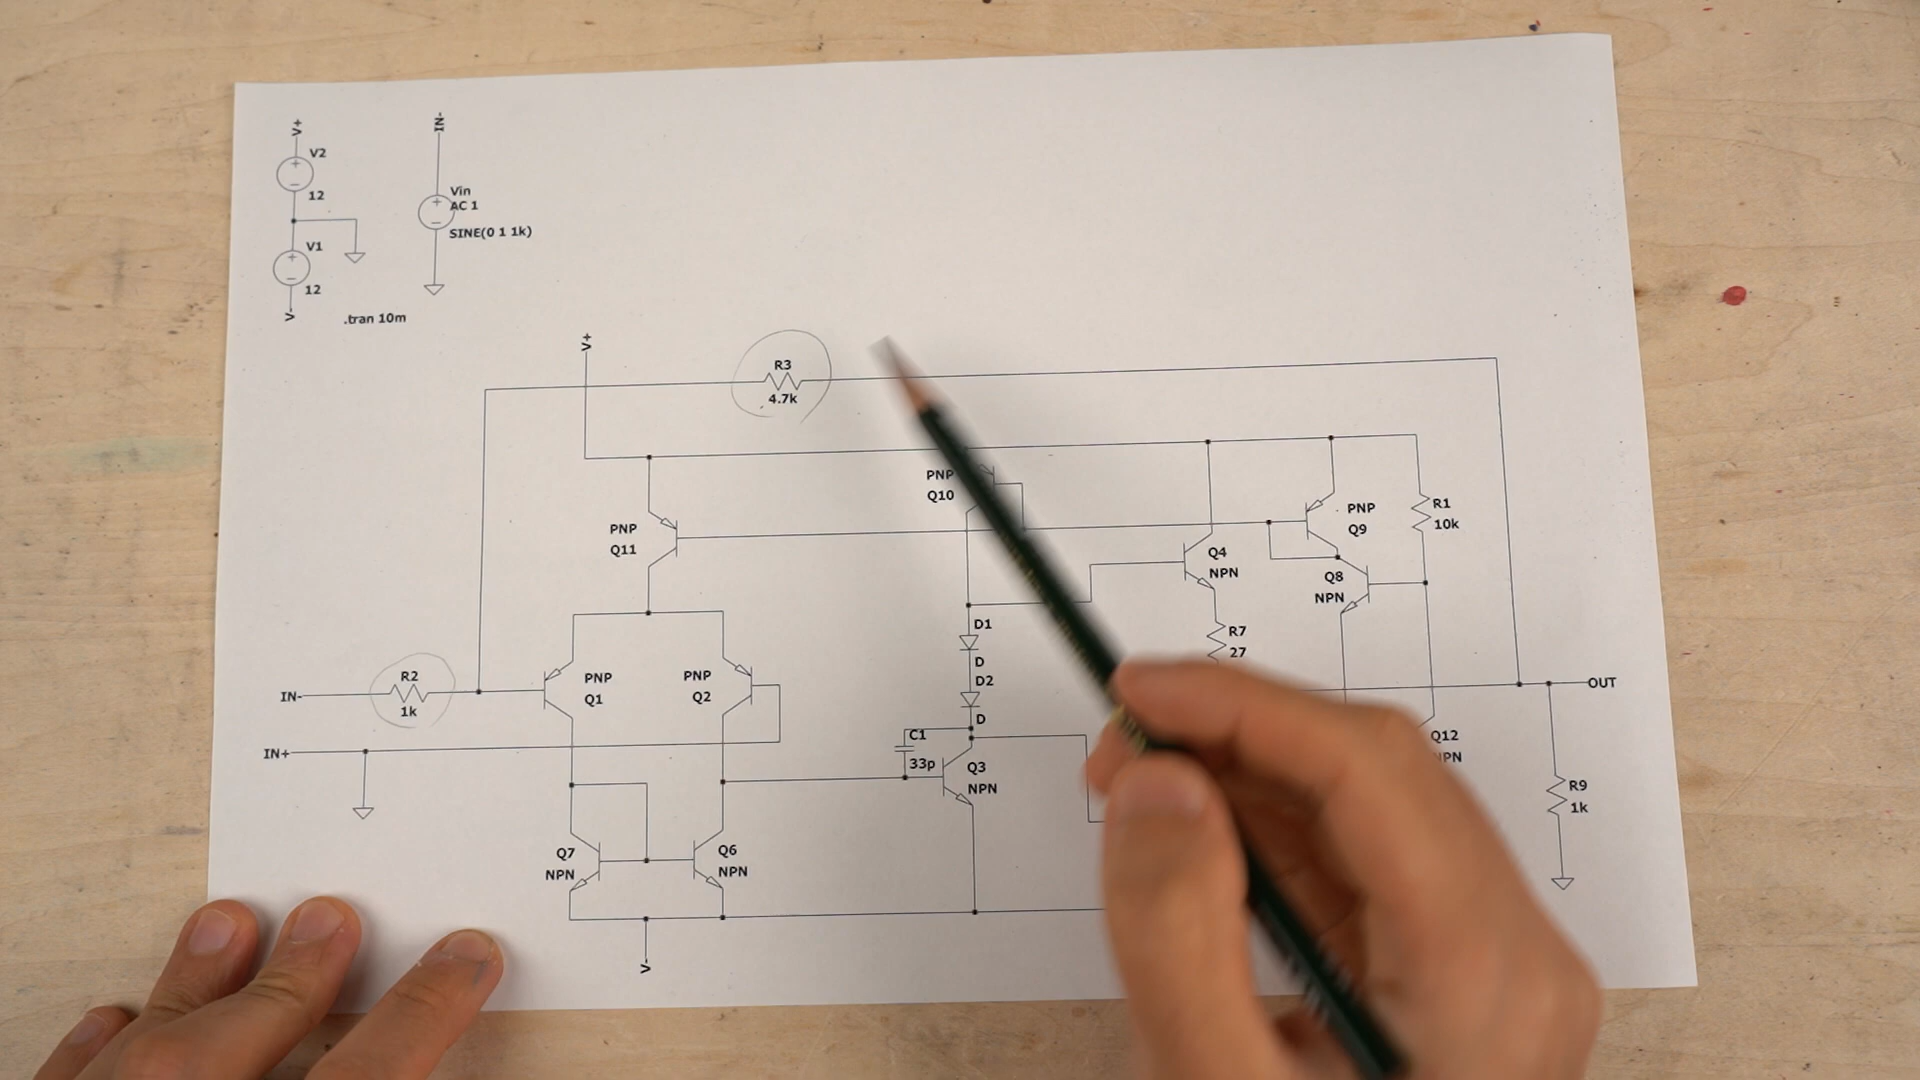 V+
V2
12
V1
12
V-
IN-
Vin
AC 1
SINE(0 1 1k)
.tran 10m
V+
R3
4.7k
PNP
Q10
PNP
Q11
PNP
Q9
R1
10k
Q4
NPN
Q8
NPN
D1
D
D2
D
R7
27
IN-
R2
1k
PNP
Q1
PNP
Q2
OUT
IN+
C1
33p
Q3
NPN
Q12
NPN
R9
1k
Q7
NPN
Q6
NPN
V-